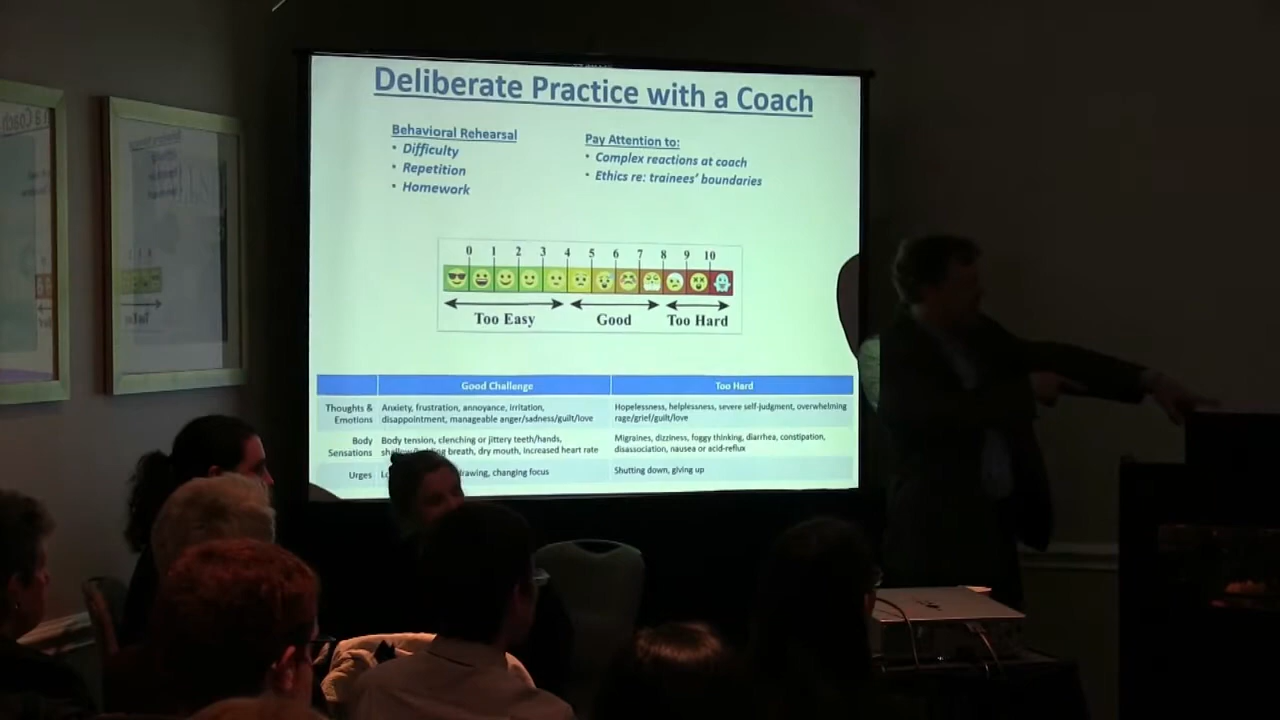 Deliberate Practice with a Coach
Behavioral Rehearsal
• Difficulty
• Repetition
• Homework
Pay Attention to:
• Complex reactions at coach
• Ethics re: trainees' boundaries
0 1 2 3 4 5 6 7 8 9 10
Too Easy Good Too Hard
Good Challenge Too Hard
Thoughts & Emotions
Anxiety, frustration, annoyance, irritation,
disappointment, manageable anger/sadness/guilt/love
Hopelessness, helplessness, severe self-judgment, overwhelming
rage/grief/guilt/love
Body Sensations
Body tension, clenching or jittery teeth/hands,
breath, dry mouth, increased heart rate
Migraines, dizziness, foggy thinking, diarrhea, constipation,
disassociation, nausea or acid-reflux
Urges
changing focus
Shutting down, giving up